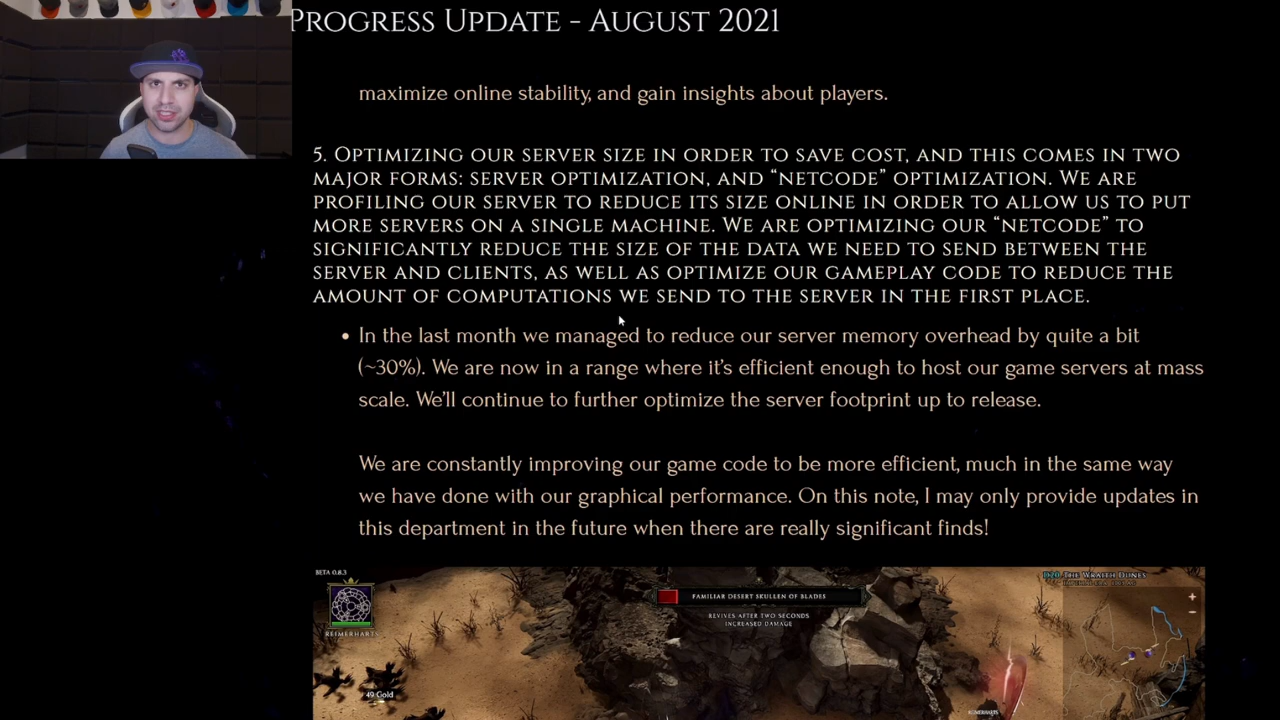 Progress Update - August 2021
maximize online stability, and gain insights about players.
5. Optimizing our server size in order to save cost, and this comes in two
major forms: server optimization, and “netcode” optimization. We are
profiling our server to reduce its size online in order to allow us to put
more servers on a single machine. We are optimizing our “netcode” to
significantly reduce the size of the data we need to send between the
server and clients, as well as optimize our gameplay code to reduce the
amount of computations we send to the server in the first place.
• In the last month we managed to reduce our server memory overhead by quite a bit
(~30%). We are now in a range where it’s efficient enough to host our game servers at mass
scale. We’ll continue to further optimize the server footprint up to release.
We are constantly improving our game code to be more efficient, much in the same way
we have done with our graphical performance. On this note, I may only provide updates in
this department in the future when there are really significant finds!
BETA 0.8.3
FAMILIAR DESERT SKULLEN OF BLADES
REVIVES AFTER TWO SECONDS
INCREASED DAMAGE
THE WRAITH DUNES
REIMERHARTS
49 Gold
REIMERHARTS